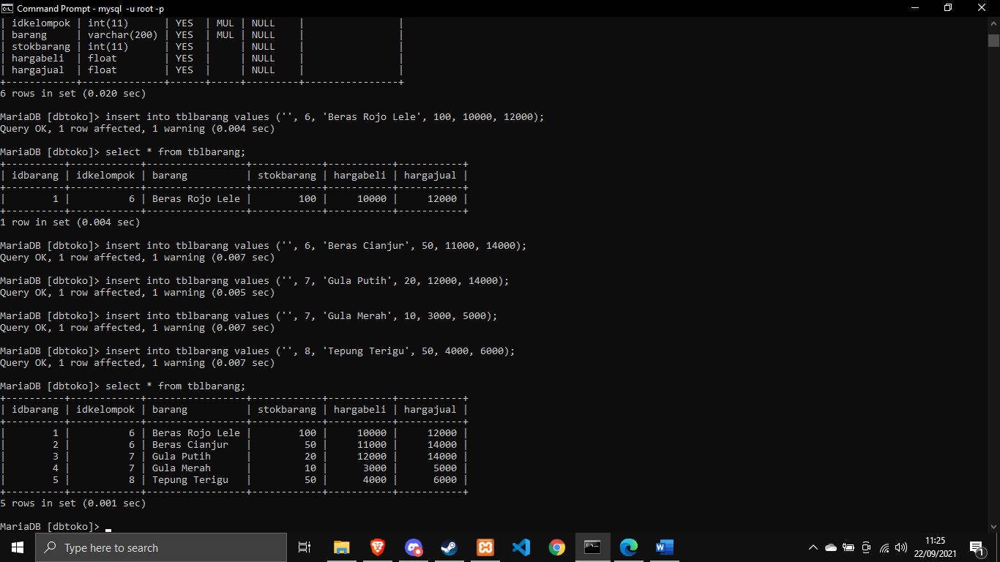 Command Prompt - mysql  -u root -p
| idkelompok | int(11)      | YES  | MUL | NULL    |                |
| barang     | varchar(200) | YES  | MUL | NULL    |                |
| stokbarang | int(11)      | YES  |     | NULL    |                |
| hargabeli  | float        | YES  |     | NULL    |                |
| hargajual  | float        | YES  |     | NULL    |                |
+------------+--------------+------+-----+---------+----------------+
6 rows in set (0.020 sec)
MariaDB [dbtoko]> insert into tblbarang values ('', 6, 'Beras Rojo Lele', 100, 10000, 12000);
Query OK, 1 row affected, 1 warning (0.004 sec)
MariaDB [dbtoko]> select * from tblbarang;
+----------+------------+-----------------+------------+-----------+-----------+
| idbarang | idkelompok | barang          | stokbarang | hargabeli | hargajual |
+----------+------------+-----------------+------------+-----------+-----------+
|        1 |          6 | Beras Rojo Lele |        100 |     10000 |     12000 |
+----------+------------+-----------------+------------+-----------+-----------+
1 row in set (0.004 sec)
MariaDB [dbtoko]> insert into tblbarang values ('', 6, 'Beras Cianjur', 50, 11000, 14000);
Query OK, 1 row affected, 1 warning (0.007 sec)
MariaDB [dbtoko]> insert into tblbarang values ('', 7, 'Gula Putih', 20, 12000, 14000);
Query OK, 1 row affected, 1 warning (0.005 sec)
MariaDB [dbtoko]> insert into tblbarang values ('', 7, 'Gula Merah', 10, 3000, 5000);
Query OK, 1 row affected, 1 warning (0.007 sec)
MariaDB [dbtoko]> insert into tblbarang values ('', 8, 'Tepung Terigu', 50, 4000, 6000);
Query OK, 1 row affected, 1 warning (0.007 sec)
MariaDB [dbtoko]> select * from tblbarang;
+----------+------------+-----------------+------------+-----------+-----------+
| idbarang | idkelompok | barang          | stokbarang | hargabeli | hargajual |
+----------+------------+-----------------+------------+-----------+-----------+
|        1 |          6 | Beras Rojo Lele |        100 |     10000 |     12000 |
|        2 |          6 | Beras Cianjur   |         50 |     11000 |     14000 |
|        3 |          7 | Gula Putih      |         20 |     12000 |     14000 |
|        4 |          7 | Gula Merah      |         10 |      3000 |      5000 |
|        5 |          8 | Tepung Terigu   |         50 |      4000 |      6000 |
+----------+------------+-----------------+------------+-----------+-----------+
5 rows in set (0.001 sec)
MariaDB [dbtoko]> _
Type here to search
11:25
22/09/2021
1